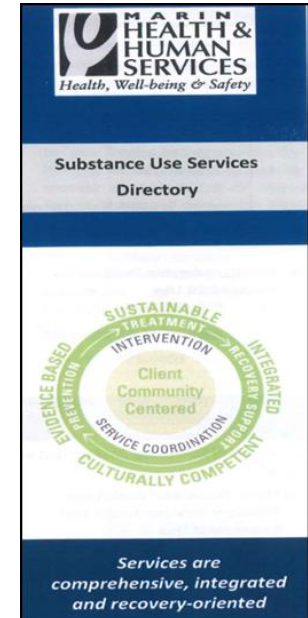 MARIN
HEALTH &
HUMAN
SERVICES
Health, Well-being & Safety
Substance Use Services
Directory
SUSTAINABLE
EVIDENCE BASED
INTEGRATED
CULTURALLY COMPETENT
PREVENTION
TREATMENT
RECOVERY SUPPORT
INTERVENTION
SERVICE COORDINATION
Client
Community
Centered
Services are
comprehensive, integrated
and recovery-oriented